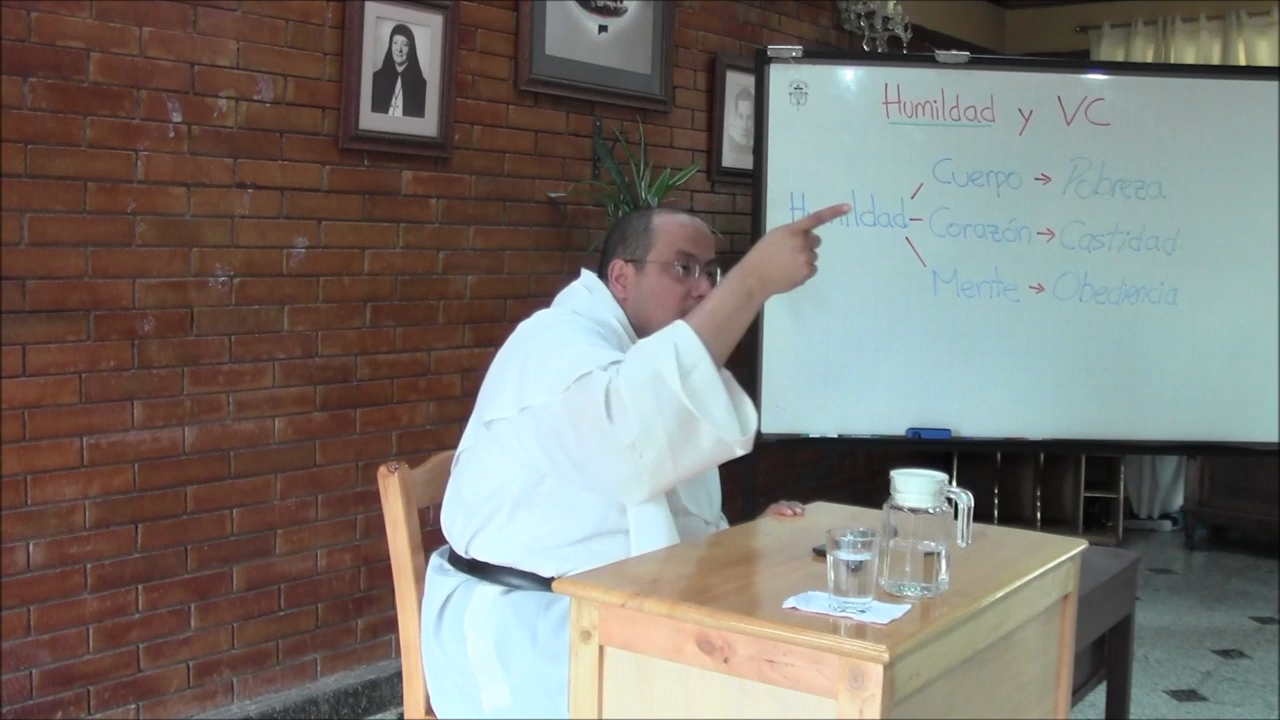 Humildad y VC
Cuerpo → Pobreza
Humildad - Corazón → Castidad
Mente → Obediencia